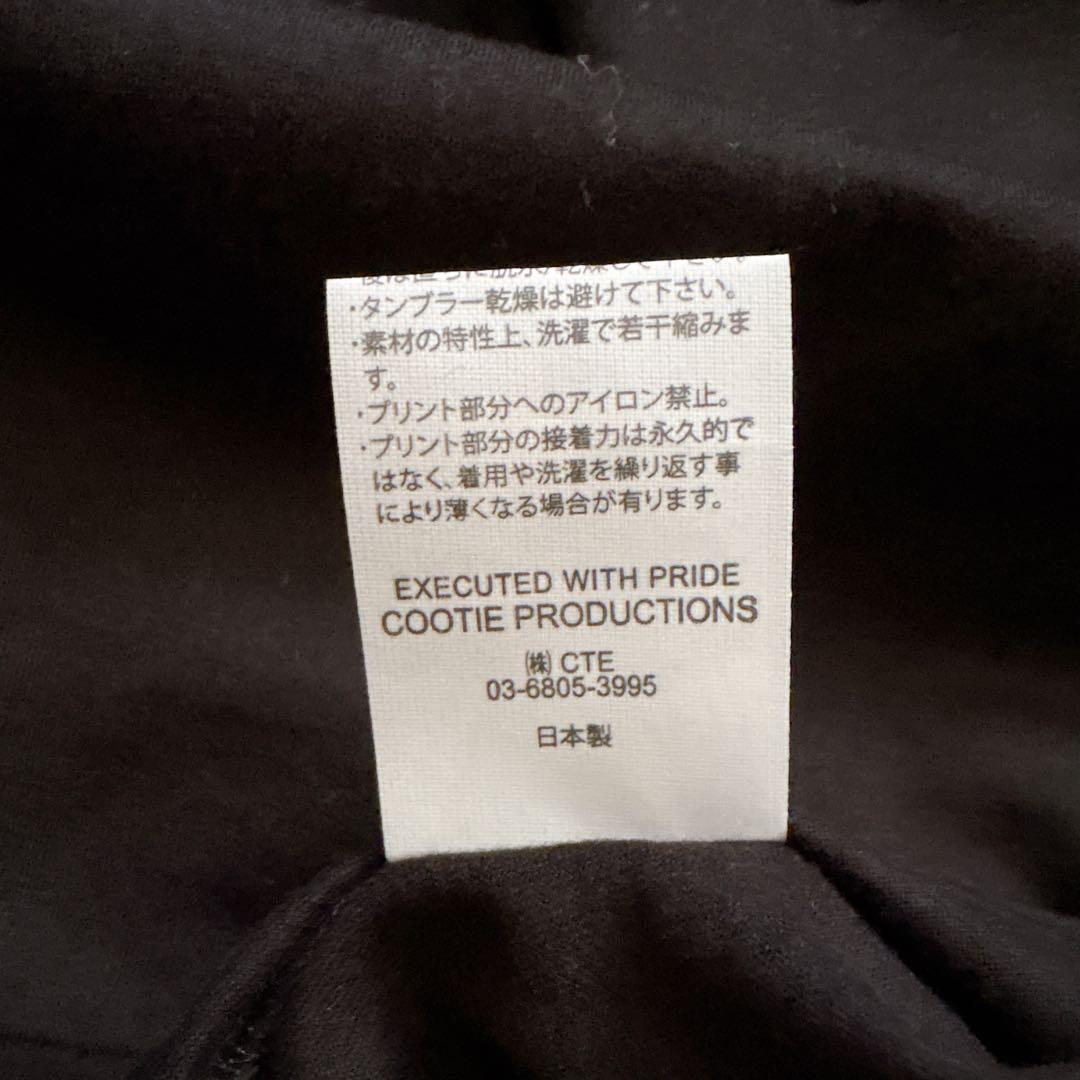 ・タンブラー乾燥は避けて下さい。
・素材の特性上、洗濯で若干縮みま
す。
・プリント部分へのアイロン禁止。
・プリント部分の接着力は永久的で
はなく、着用や洗濯を繰り返す事
により薄くなる場合が有ります。
EXECUTED WITH PRIDE
COOTIE PRODUCTIONS
㈱ CTE
03-6805-3995
日本製